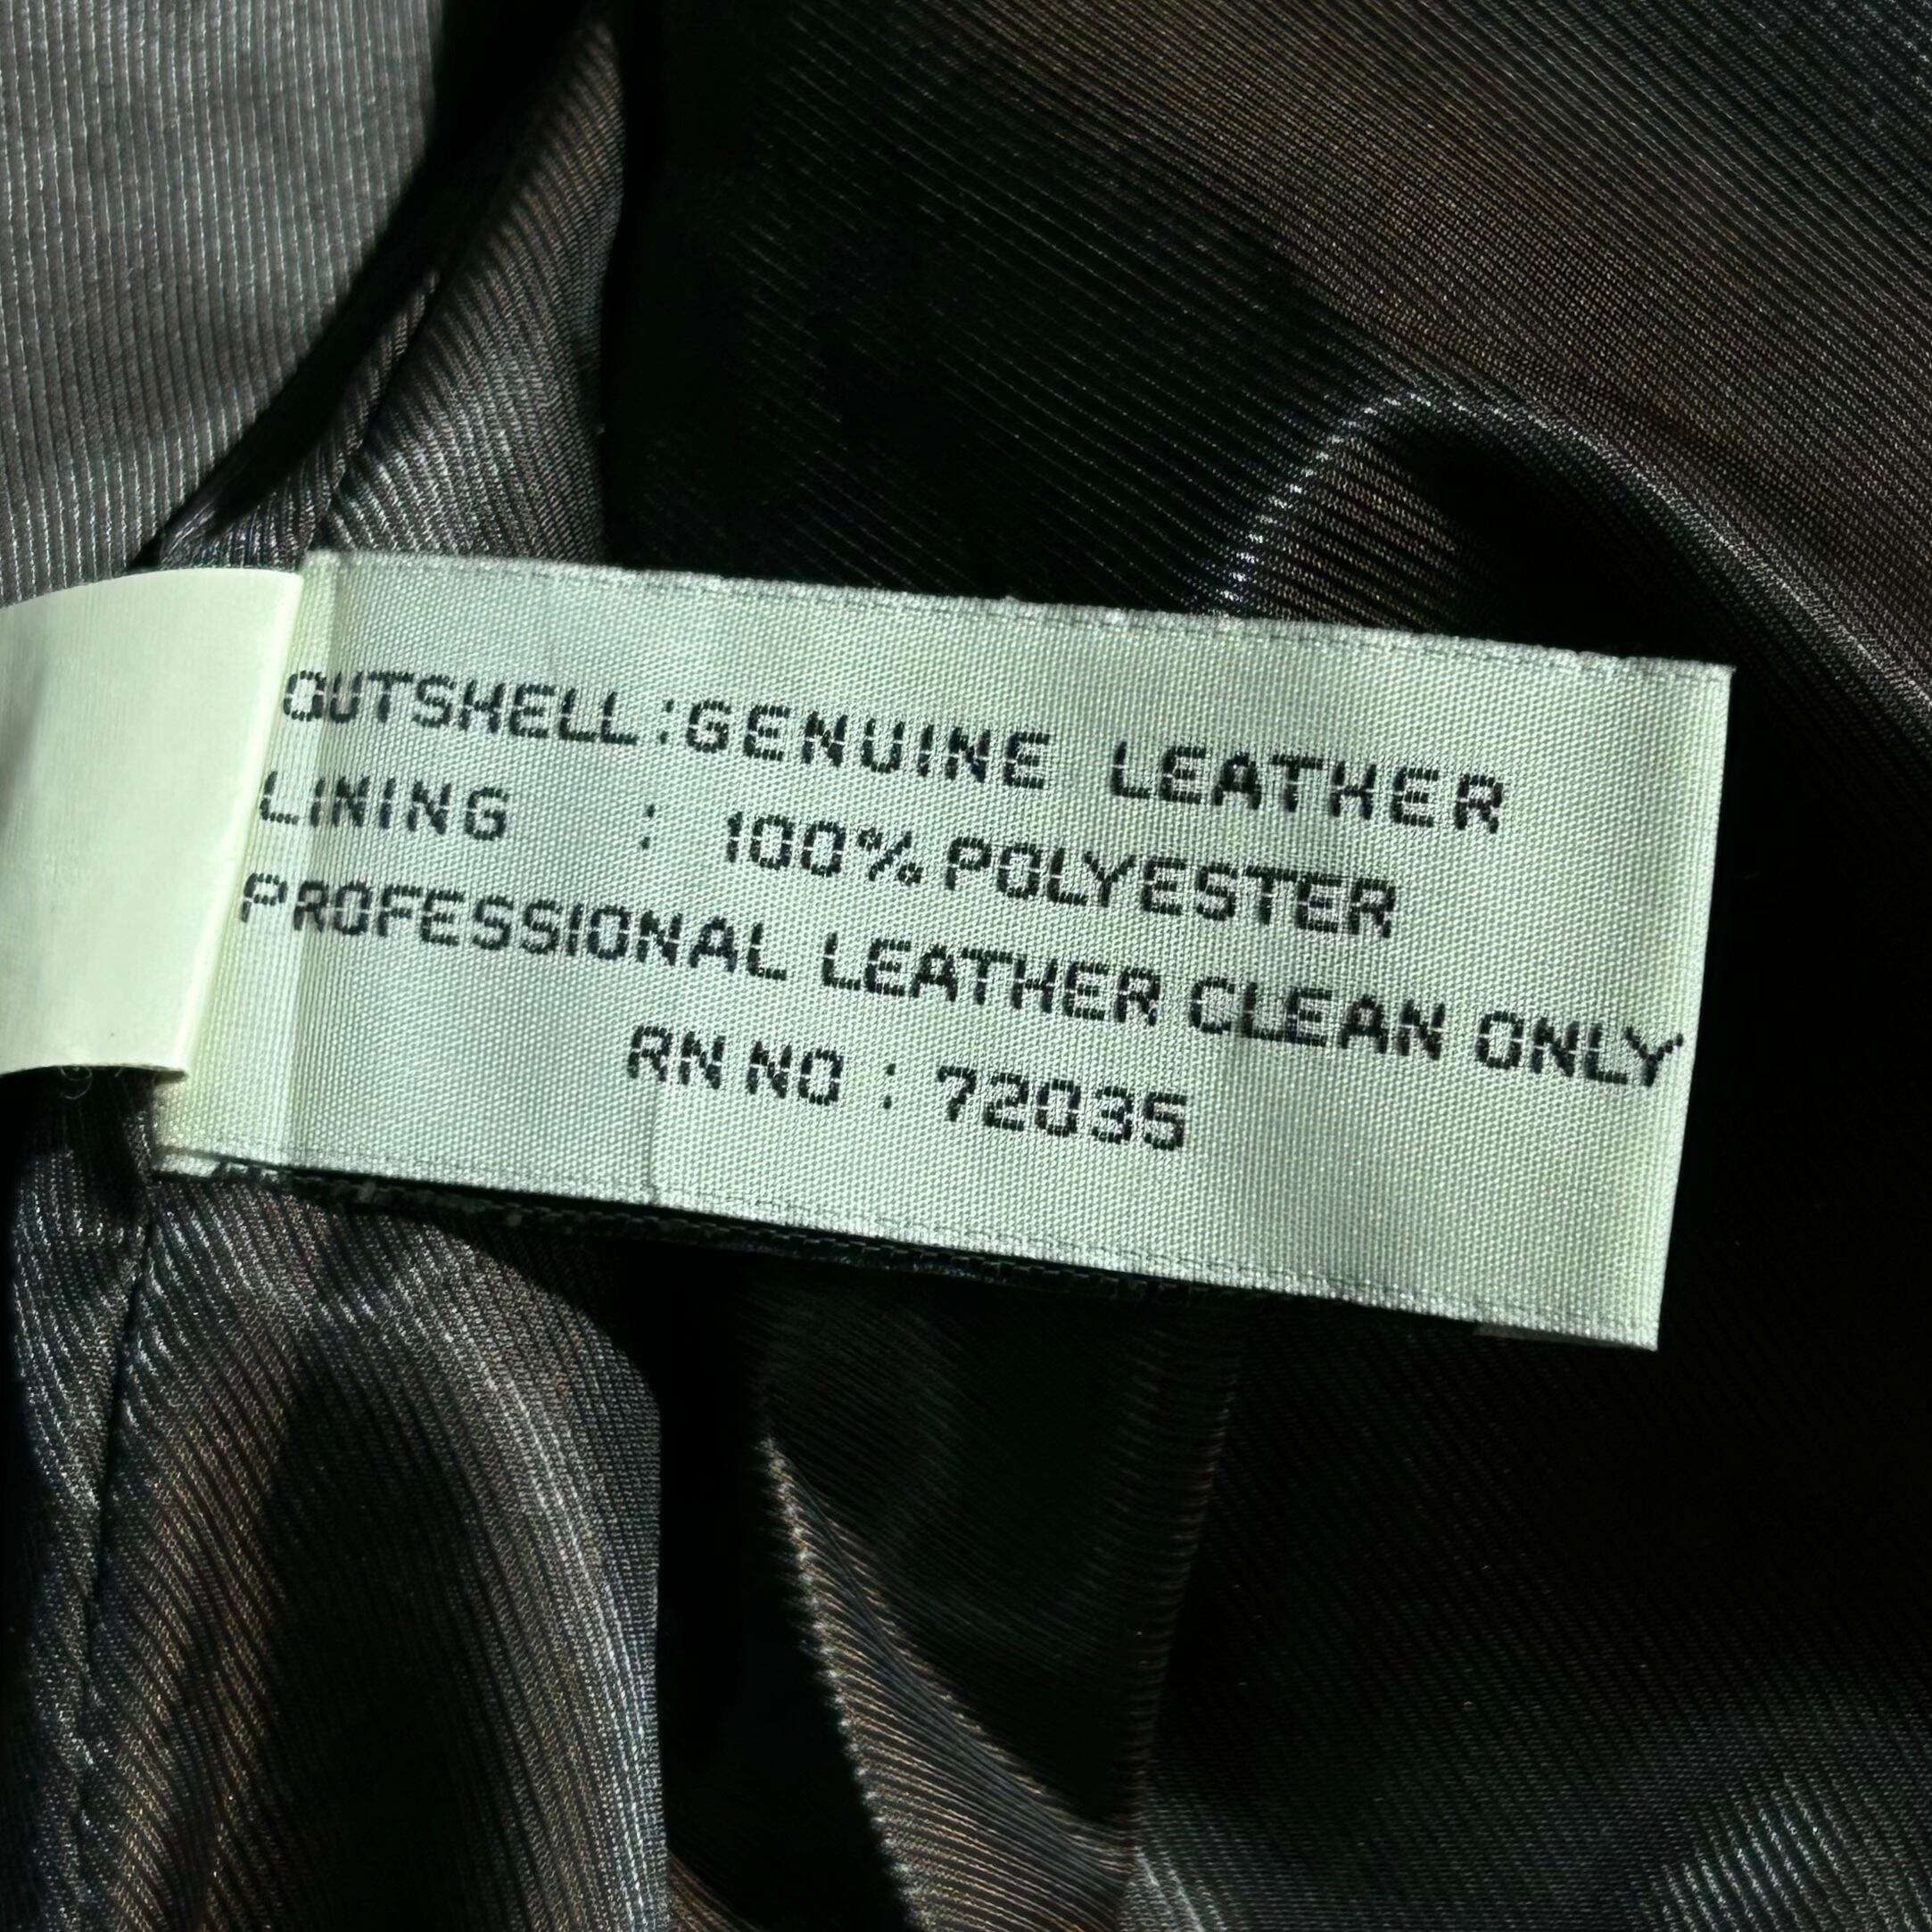 OUTSHELL:GENUINE LEATHER
LINING : 100% POLYESTER
PROFESSIONAL LEATHER CLEAN ONLY
RN NO : 72035